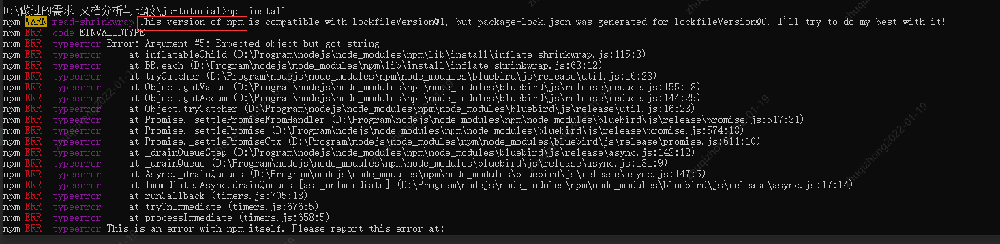 D:\做过的需求 文档分析与比较\js-tutorial>npm install
npm WARN read-shrinkwrap This version of npm is compatible with lockfileVersion@1, but package-lock.json was generated for lockfileVersion@0. I'll try to do my best with it!
npm ERR! code EINVALIDTYPE
npm ERR! typeerror Error: Argument #5: Expected object but got string
npm ERR! typeerror     at inflatableChild (D:\Program\nodejs\node_modules\npm\lib\install\inflate-shrinkwrap.js:115:3)
npm ERR! typeerror     at BB.each (D:\Program\nodejs\node_modules\npm\lib\install\inflate-shrinkwrap.js:63:12)
npm ERR! typeerror     at tryCatcher (D:\Program\nodejs\node_modules\npm\node_modules\bluebird\js\release\util.js:16:23)
npm ERR! typeerror     at Object.gotValue (D:\Program\nodejs\node_modules\npm\node_modules\bluebird\js\release\reduce.js:155:18)
npm ERR! typeerror     at Object.gotAccum (D:\Program\nodejs\node_modules\npm\node_modules\bluebird\js\release\reduce.js:144:25)
npm ERR! typeerror     at Object.tryCatcher (D:\Program\nodejs\node_modules\npm\node_modules\bluebird\js\release\util.js:16:23)
npm ERR! typeerror     at Promise._settlePromiseFromHandler (D:\Program\nodejs\node_modules\npm\node_modules\bluebird\js\release\promise.js:517:31)
npm ERR! typeerror     at Promise._settlePromise (D:\Program\nodejs\node_modules\npm\node_modules\bluebird\js\release\promise.js:574:18)
npm ERR! typeerror     at Promise._settlePromiseCtx (D:\Program\nodejs\node_modules\npm\node_modules\bluebird\js\release\promise.js:611:10)
npm ERR! typeerror     at _drainQueueStep (D:\Program\nodejs\node_modules\npm\node_modules\bluebird\js\release\async.js:142:12)
npm ERR! typeerror     at _drainQueue (D:\Program\nodejs\node_modules\npm\node_modules\bluebird\js\release\async.js:131:9)
npm ERR! typeerror     at Async._drainQueues (D:\Program\nodejs\node_modules\npm\node_modules\bluebird\js\release\async.js:147:5)
npm ERR! typeerror     at Immediate.Async.drainQueues [as _onImmediate] (D:\Program\nodejs\node_modules\npm\node_modules\bluebird\js\release\async.js:17:14)
npm ERR! typeerror     at runCallback (timers.js:705:18)
npm ERR! typeerror     at tryOnImmediate (timers.js:676:5)
npm ERR! typeerror     at processImmediate (timers.js:658:5)
npm ERR! typeerror This is an error with npm itself. Please report this error at:
zhuqizhong2022-01-19